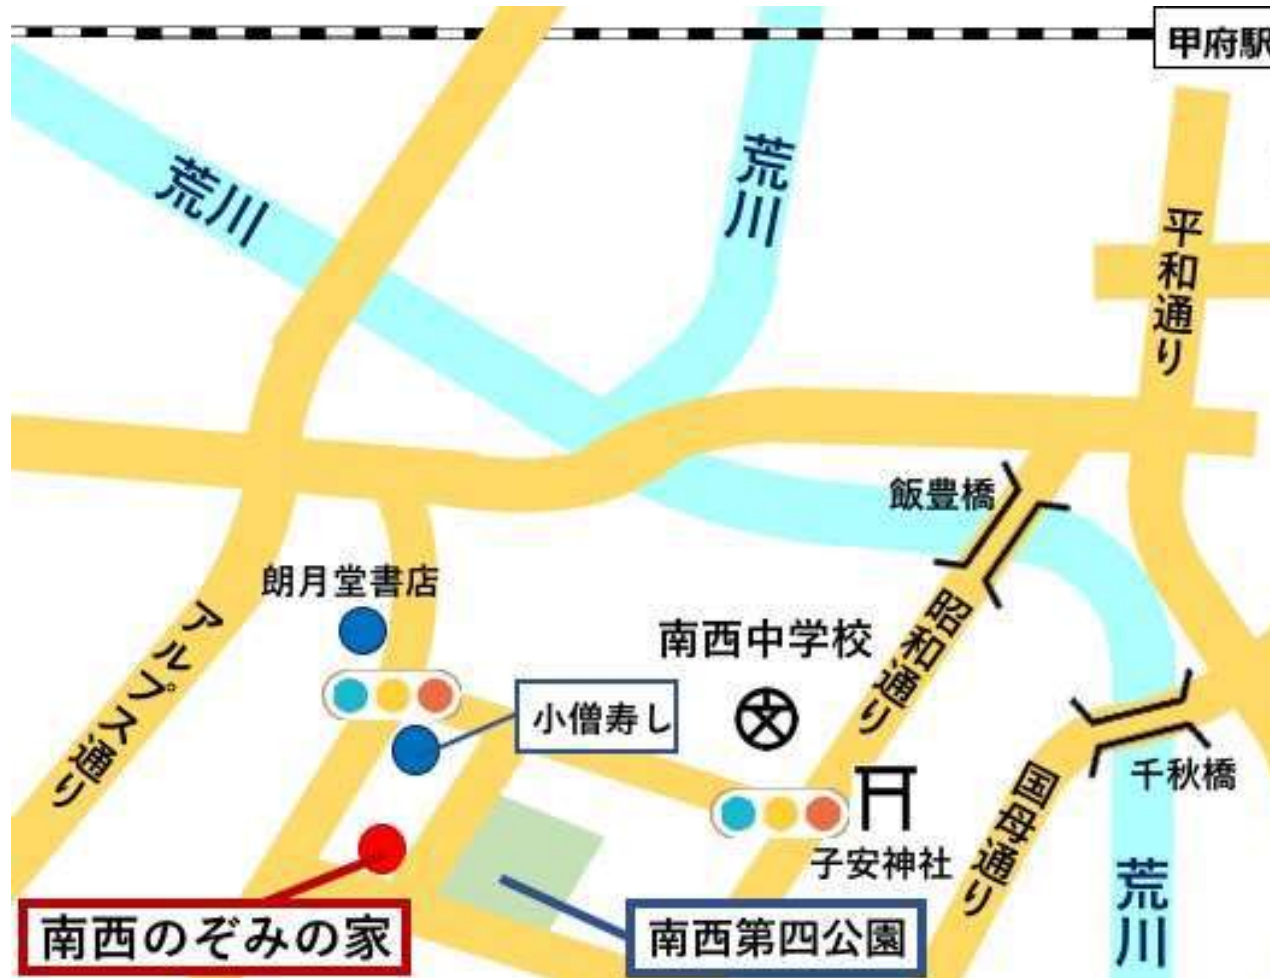 甲府駅
荒川
荒川
平和通り
飯豊橋
朗月堂書店
アルプス通り
南西中学校
昭和通り
小僧寿し
千秋橋
国母通り
子安神社
荒川
南西のぞみの家
南西第四公園